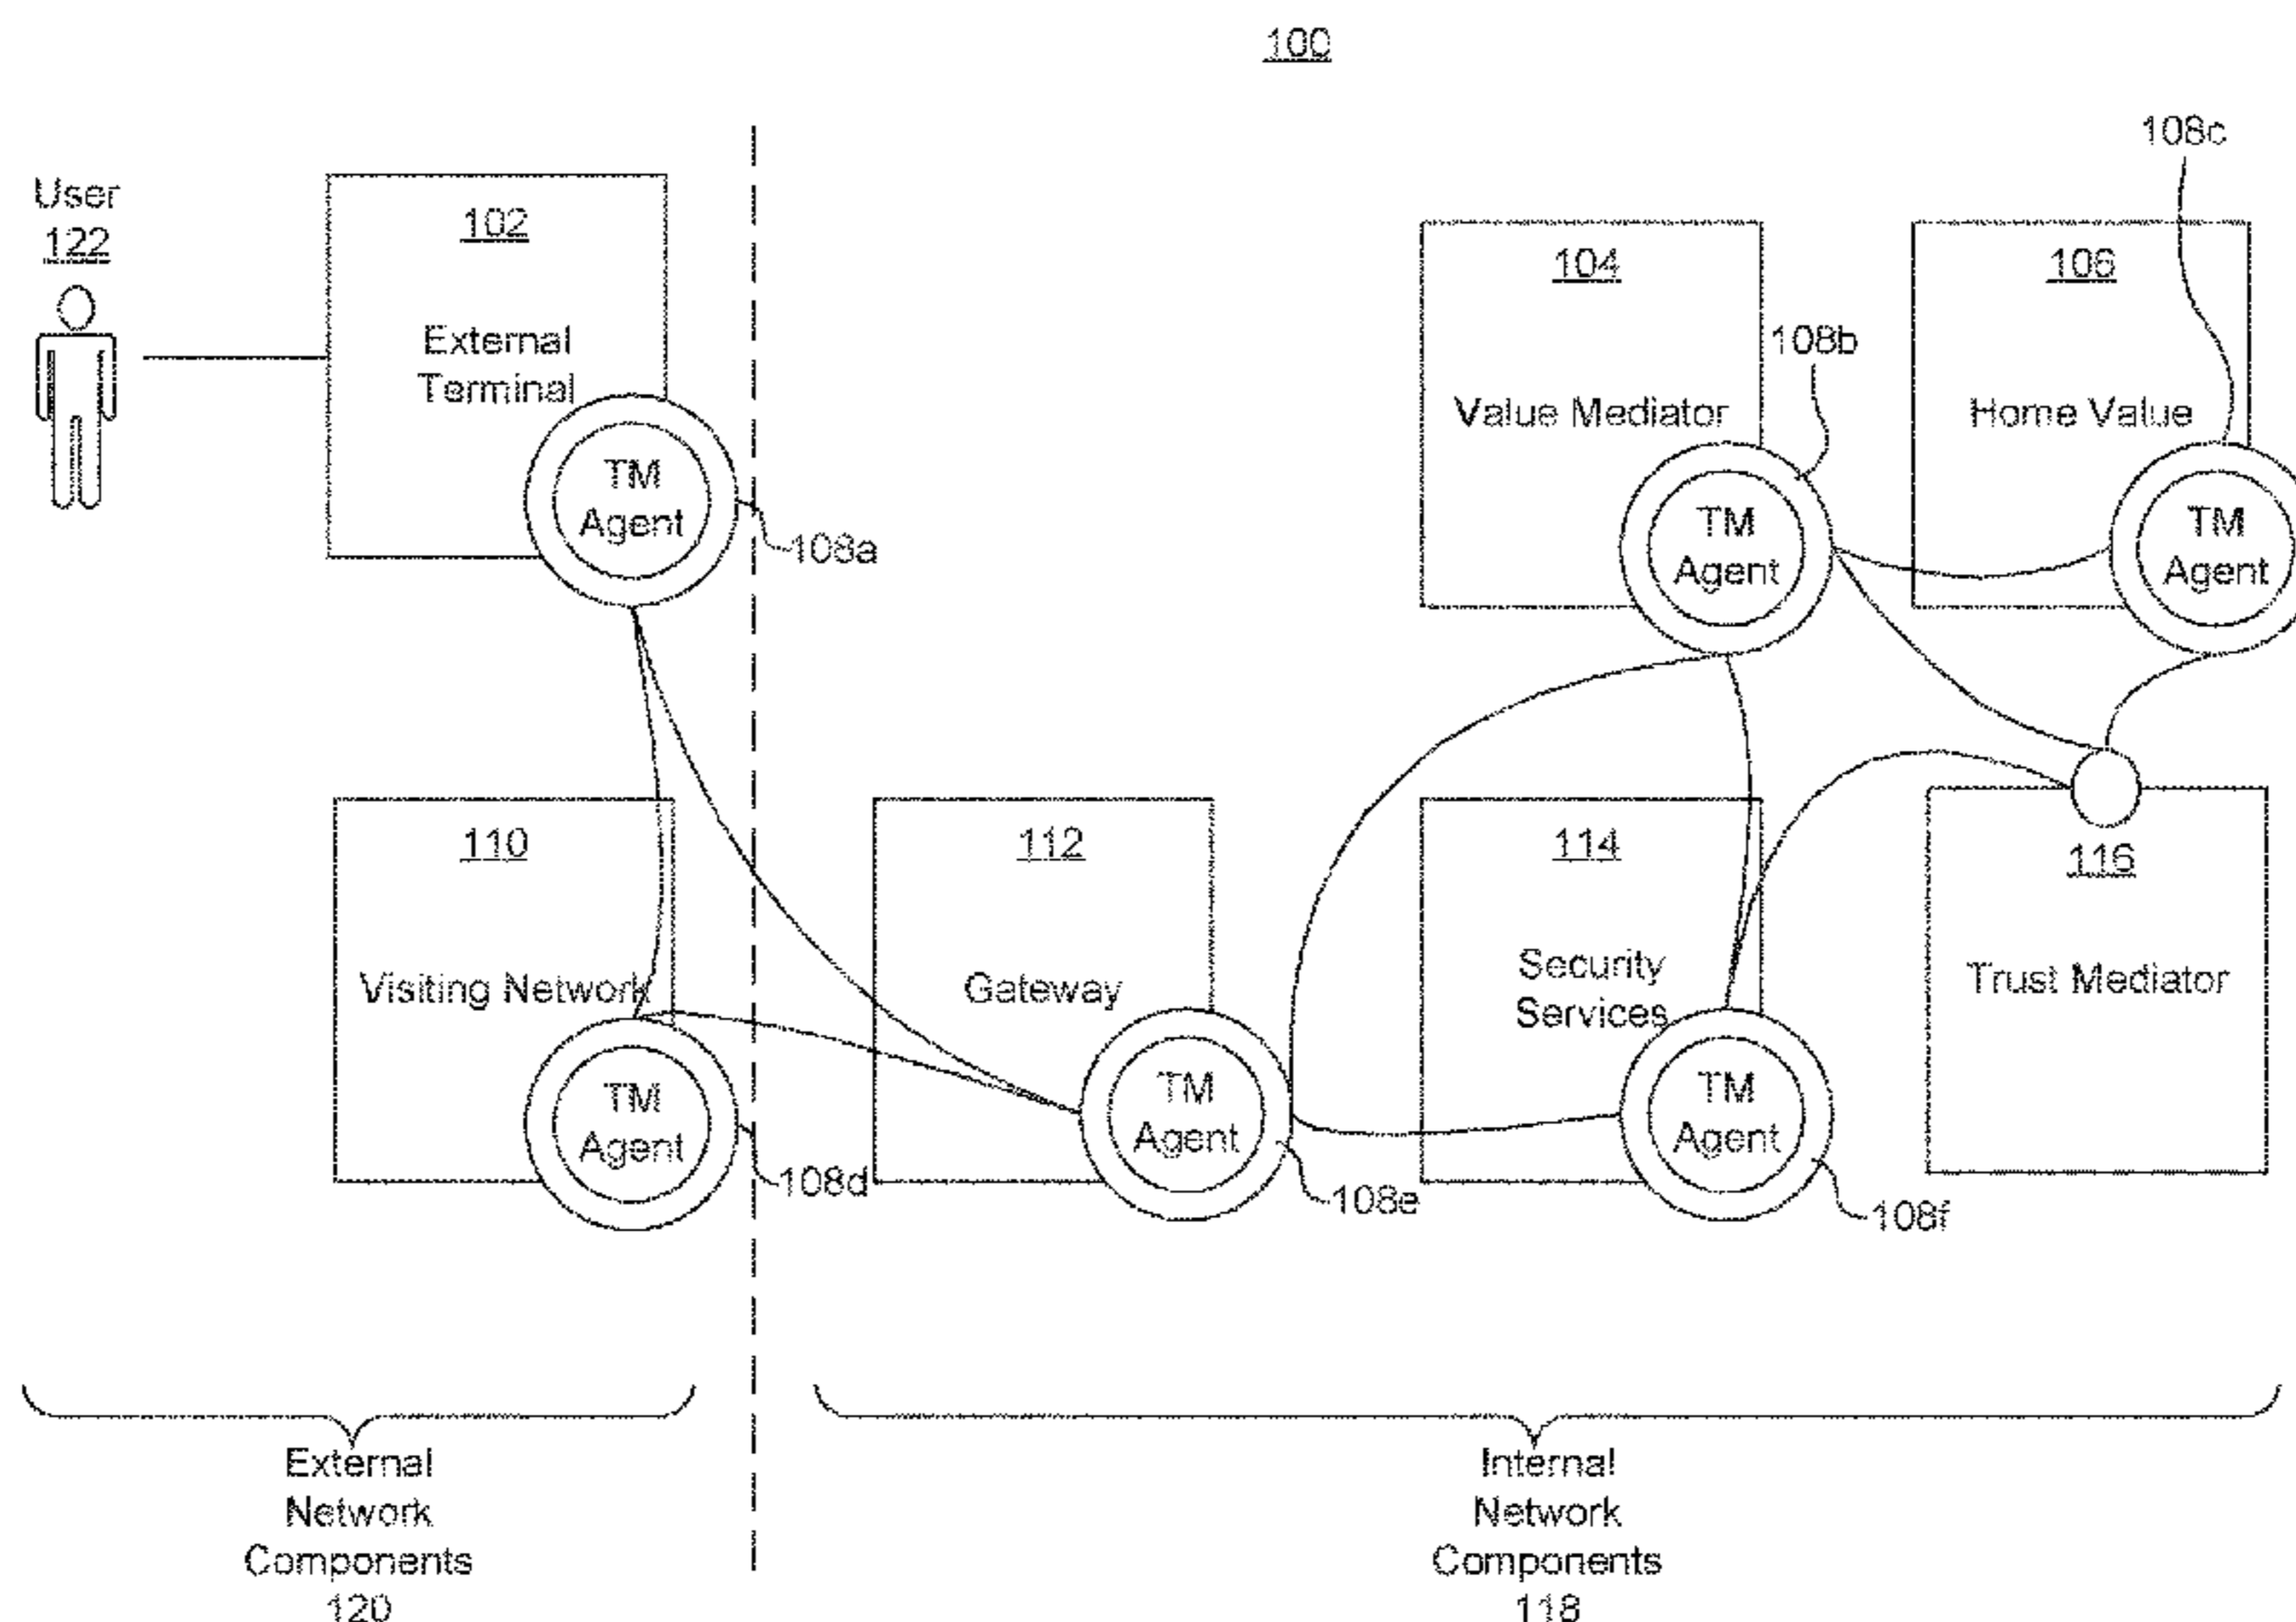 100
User
122
102
External
Terminal
TM
Agent
108a
104
Value Mediator
108b
TM
Agent
106
Home Value
108c
TM
Agent
110
Visiting Network
TM
Agent
108d
112
Gateway
TM
Agent
108e
114
Security
Services
TM
Agent
108f
116
Trust Mediator
External
Network
Components
120
Internal
Network
Components
118